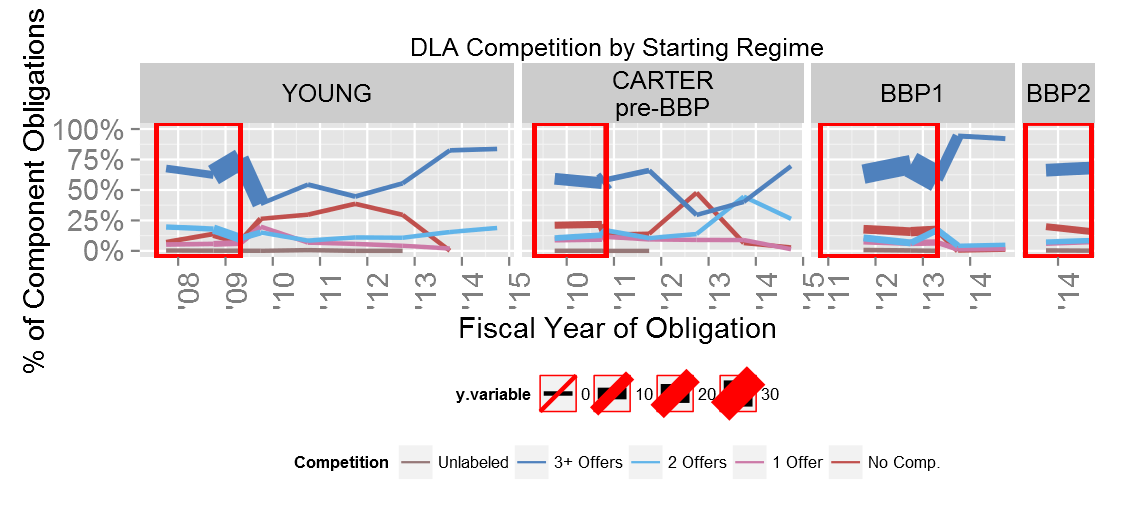 DLA Competition by Starting Regime
YOUNG
CARTER
pre-BBP
BBP1
BBP2
% of Component Obligations
100%
75%
50%
25%
0%
'08 '09 '10 '11 '12 '13 '14 '15
'10 '11 '12 '13 '14 '15
'11 '12 '13 '14
'14
Fiscal Year of Obligation
y.variable 0 10 20 30
Competition Unlabeled 3+ Offers 2 Offers 1 Offer No Comp.